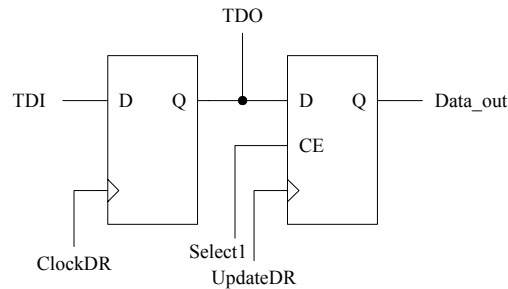 TDO
TDI
D
Q
D
Q
Data_out
CE
Select1
ClockDR
UpdateDR